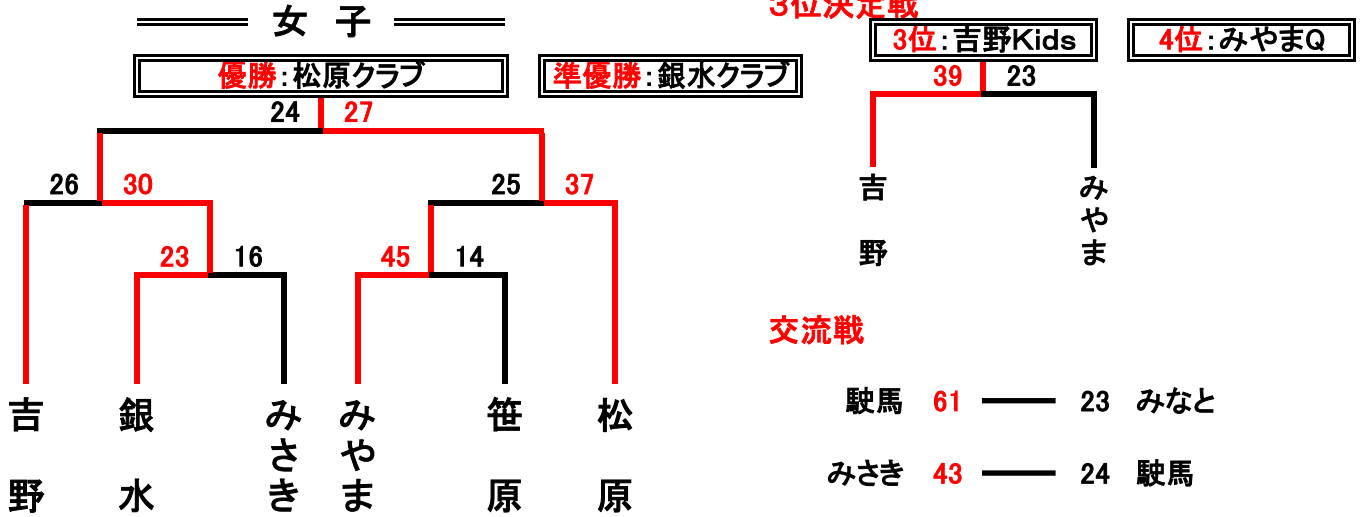 女 子
優勝:松原クラブ
準優勝:銀水クラブ
24 27
26 30
25 37
23 16
45 14
吉野
銀水
みさき
みやま
笹原
松原
3位決定戦
3位:吉野Kids
4位:みやまQ
39 23
吉野
みやま
交流戦
駛馬 61 23 みなと
みさき 43 24 駛馬